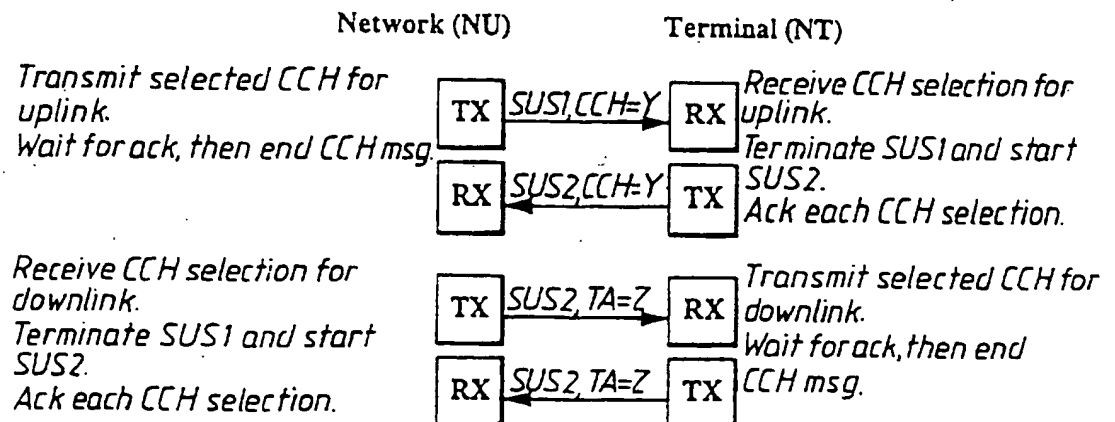 Network (NU) Terminal (NT)
Transmit selected CCH for
uplink.
Wait for ack, then end CCH msg.
TX SUS1,CCH=Y RX
RX SUS2,CCH=Y TX
Receive CCH selection for
uplink.
Terminate SUS1 and start
SUS2.
Ack each CCH selection.
Receive CCH selection for
downlink.
Terminate SUS1 and start
SUS2.
Ack each CCH selection.
TX SUS2, TA=Z RX
RX SUS2, TA=Z TX
Transmit selected CCH for
downlink.
Wait for ack, then end
CCH msg.